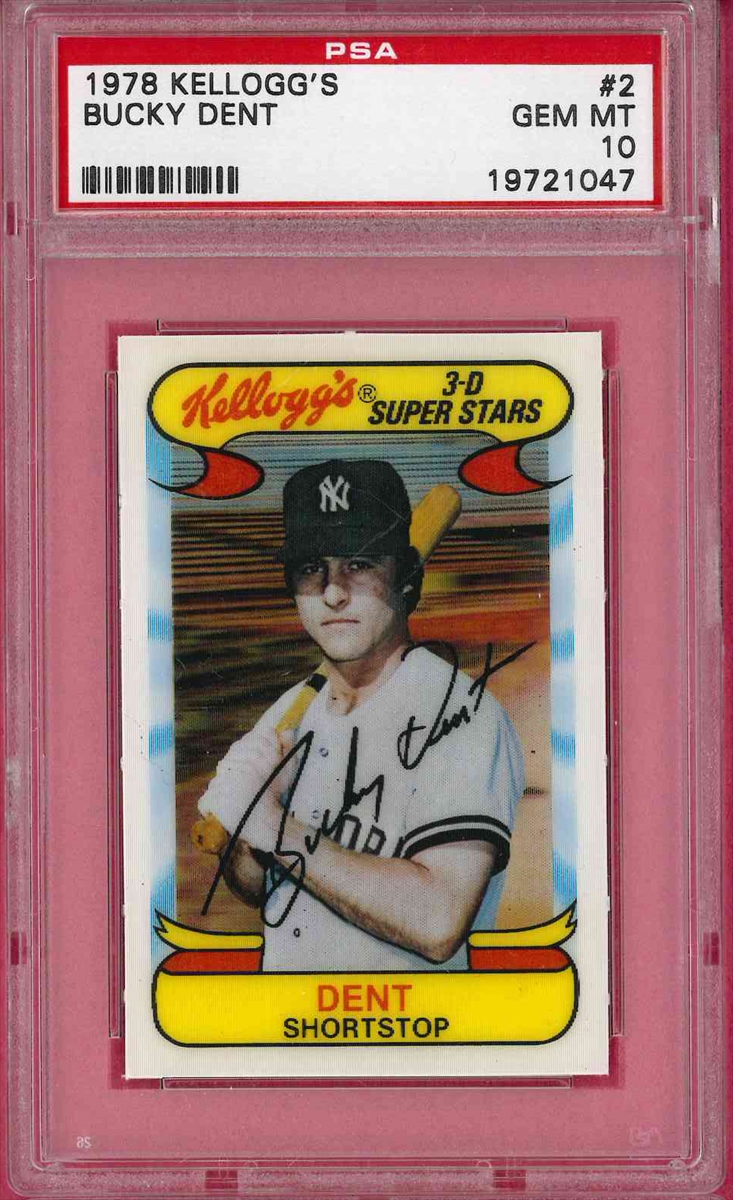 PSA
1978 KELLOGG'S #2
BUCKY DENT GEM MT
10
19721047
Kellogg's® 3-D
SUPER STARS
NY
Bucky Dent
DENT
SHORTSTOP